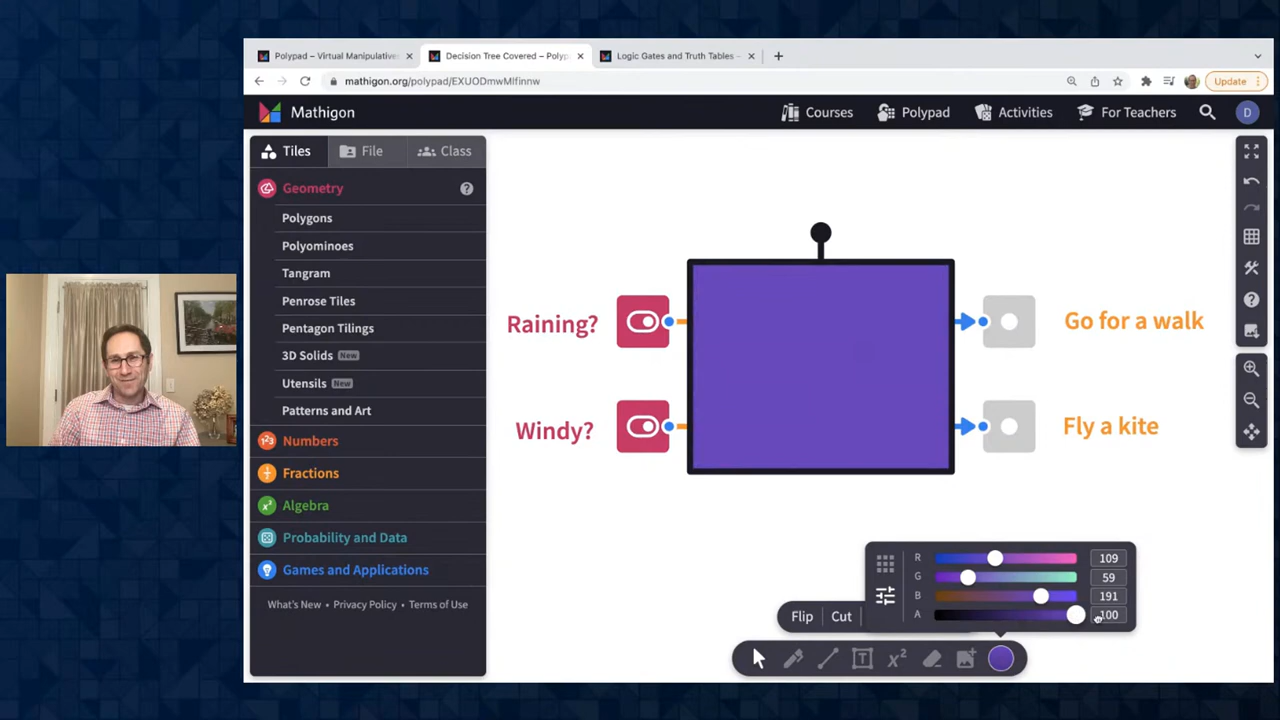 Polypad – Virtual Manipulatives
Decision Tree Covered – Polyp
Logic Gates and Truth Tables –
mathigon.org/polypad/EXUODmwMlfinnw
Update
Mathigon
Courses
Polypad
Activities
For Teachers
D
Tiles
File
Class
Geometry
?
Polygons
Polyominoes
Tangram
Penrose Tiles
Pentagon Tilings
3D Solids New
Utensils New
Patterns and Art
Numbers
Fractions
Algebra
Probability and Data
Games and Applications
What's New • Privacy Policy • Terms of Use
Raining?
Go for a walk
Windy?
Fly a kite
R 109
G 59
B 191
A 100
Flip Cut
T
x²